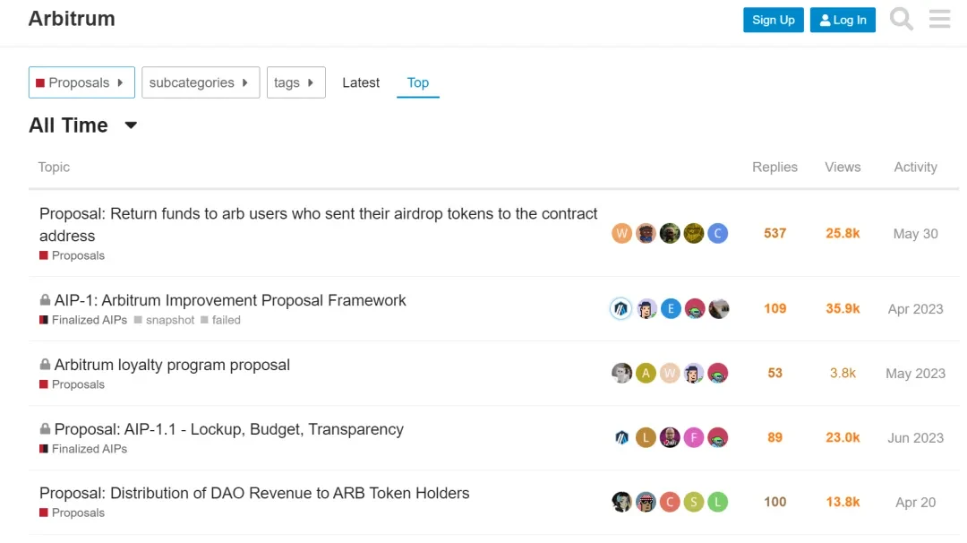 Arbitrum
Sign Up Log In
Proposals subcategories tags Latest Top
All Time
Topic Replies Views Activity
Proposal: Return funds to arb users who sent their airdrop tokens to the contract
address
W C 537 25.8k May 30
Proposals
AIP-1: Arbitrum Improvement Proposal Framework
E 109 35.9k Apr 2023
Finalized AIPs snapshot failed
Arbitrum loyalty program proposal
A W 53 3.8k May 2023
Proposals
Proposal: AIP-1.1 - Lockup, Budget, Transparency
L F 89 23.0k Jun 2023
Finalized AIPs
Proposal: Distribution of DAO Revenue to ARB Token Holders
C S L 100 13.8k Apr 20
Proposals